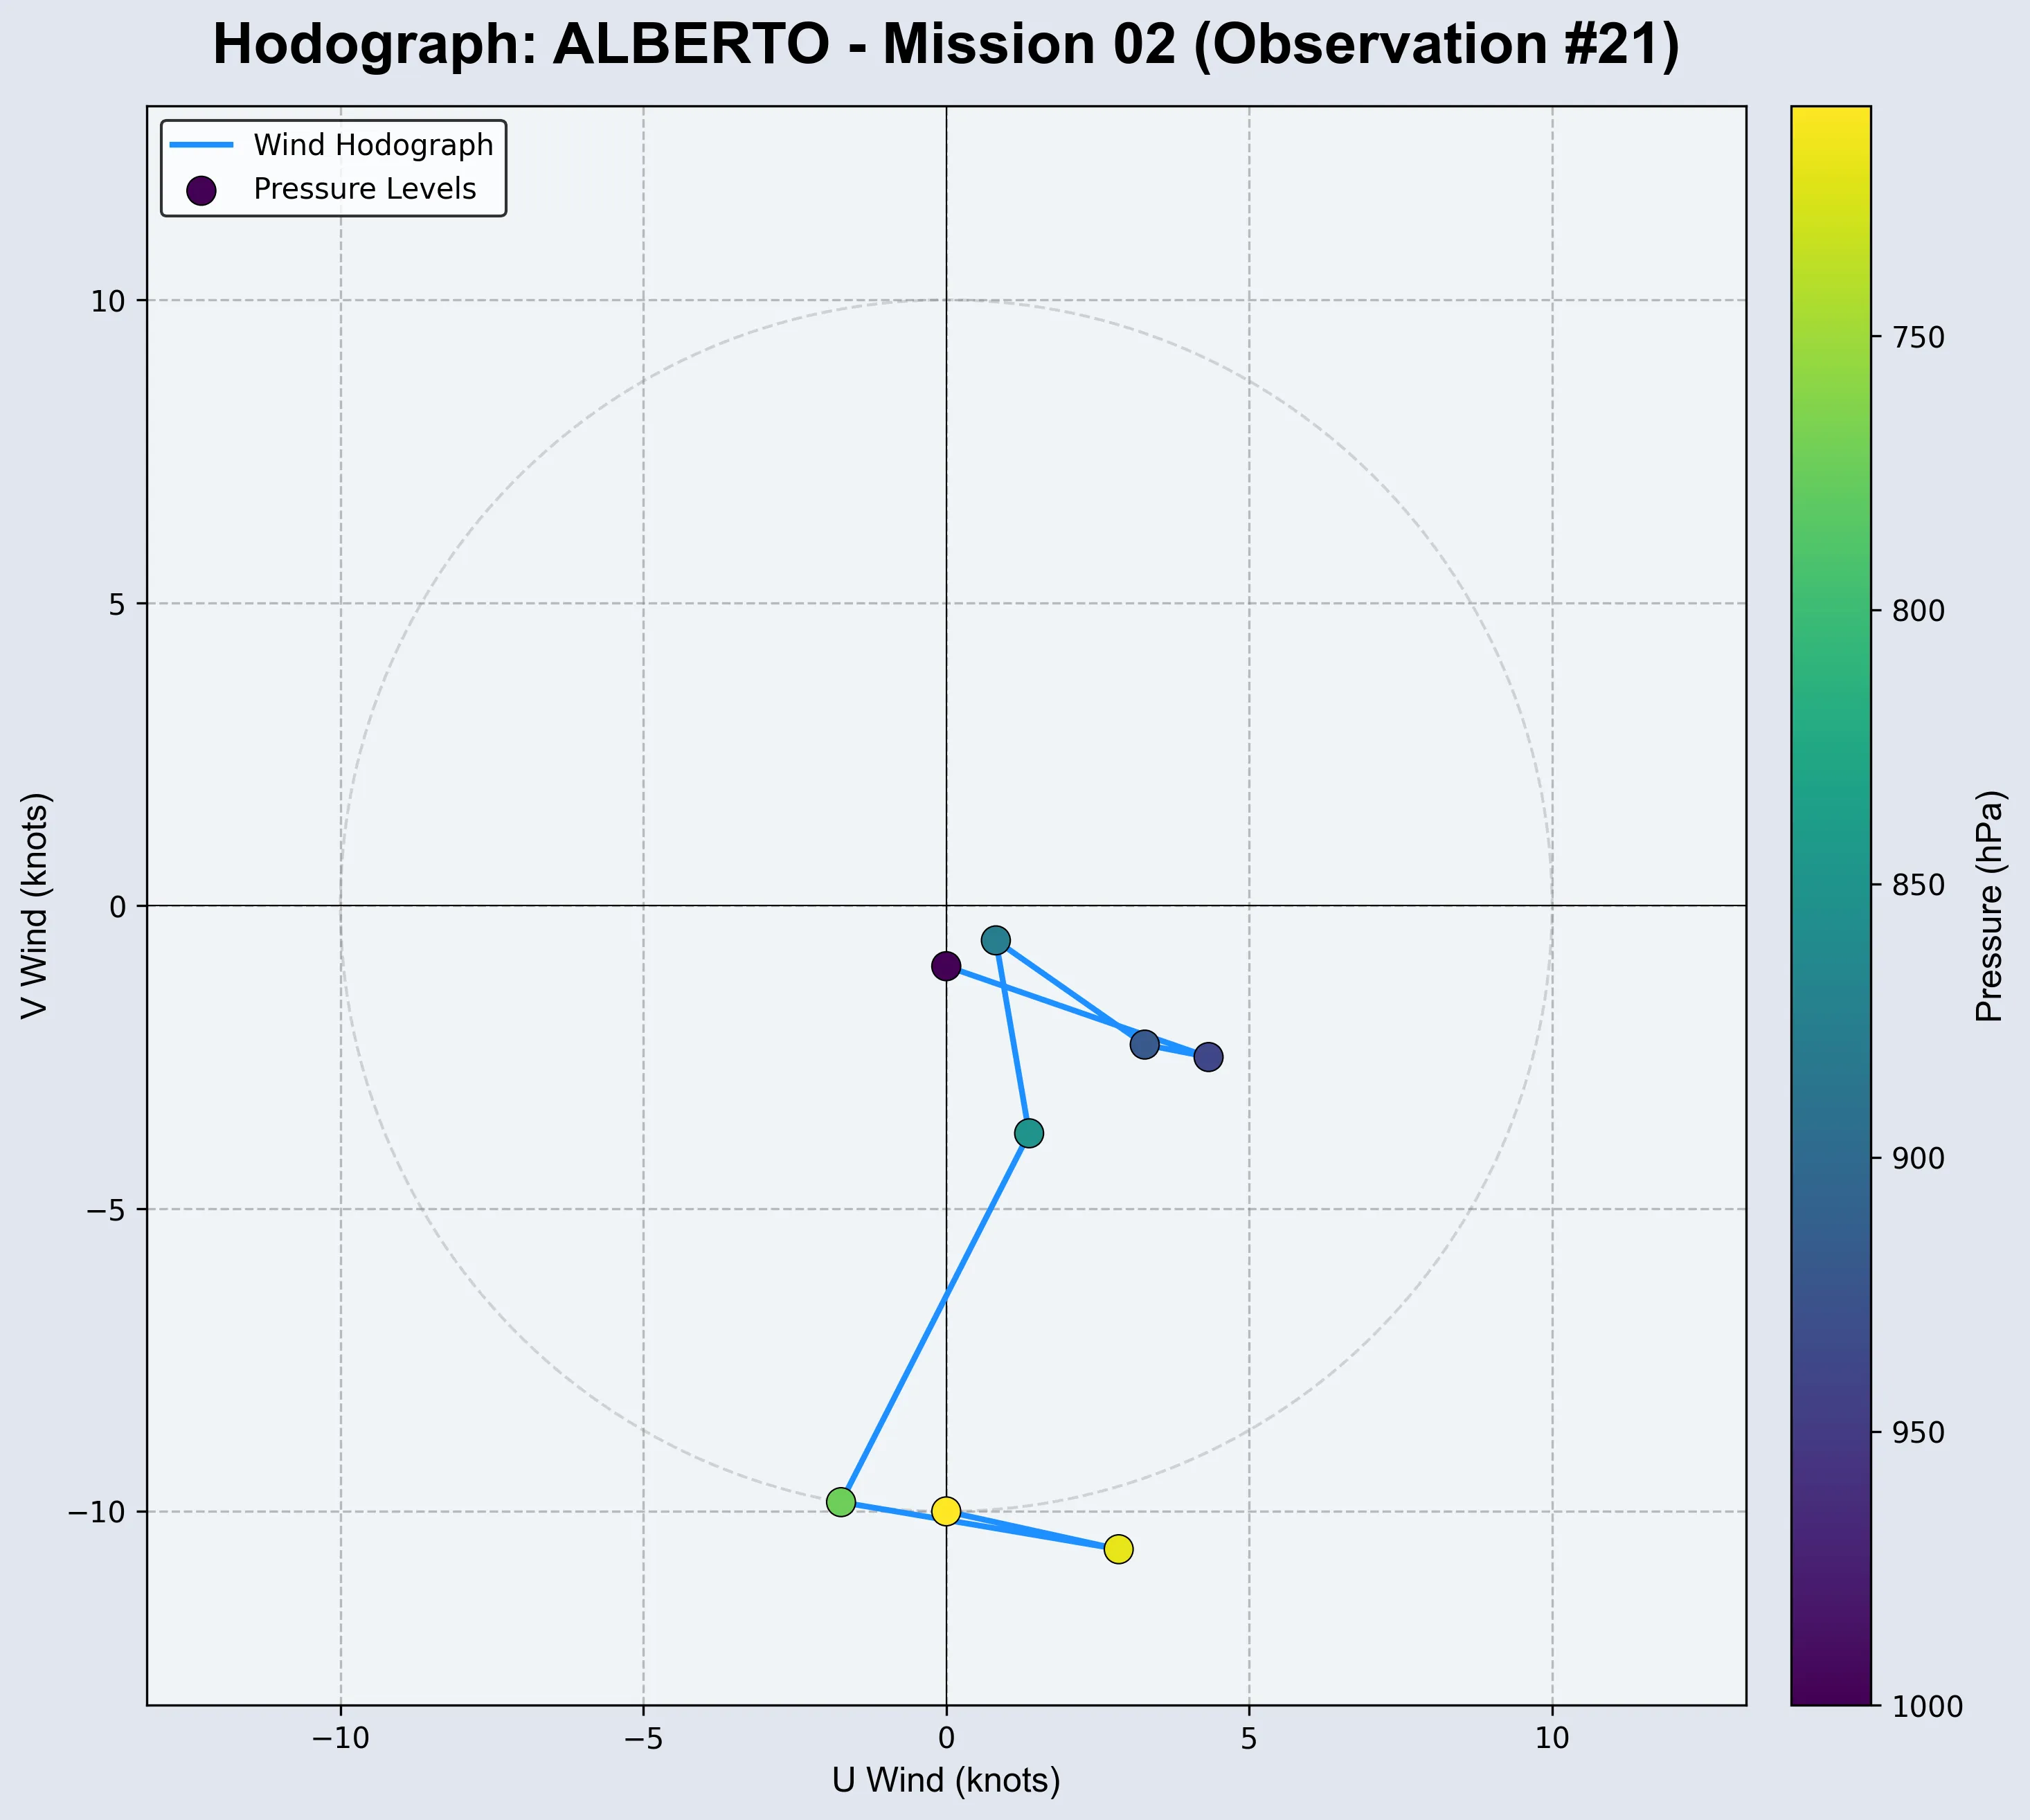 Hodograph: ALBERTO - Mission 02 (Observation #21)
Wind Hodograph
Pressure Levels
10
5
0
−5
−10
V Wind (knots)
−10
−5
0
5
10
U Wind (knots)
750
800
850
900
950
1000
Pressure (hPa)